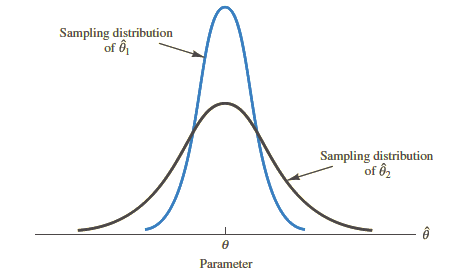 Sampling distribution
of θ̂₁
Sampling distribution
of θ̂₂
θ̂
θ
Parameter